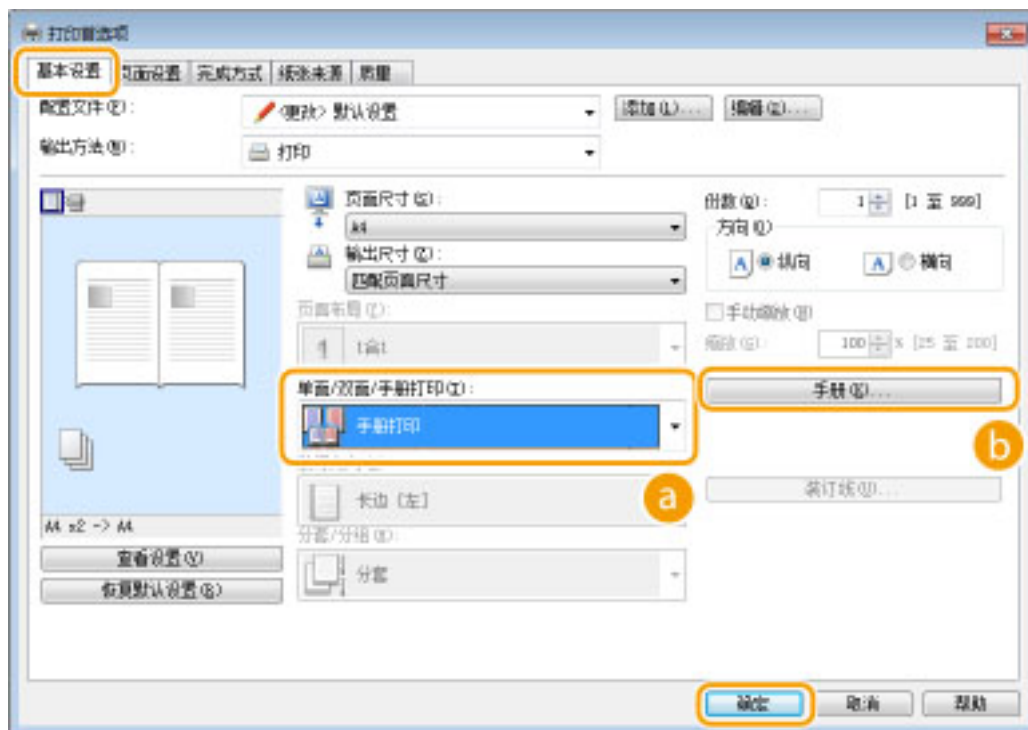 打印首选项
基本设置 页面设置 完成方式 纸张来源 质量
配置文件(F): <更改> 默认设置 添加(L)... 编辑(Z)...
输出方法(M): 打印
页面尺寸(S):
A4
输出尺寸(Z):
匹配页面尺寸
页面布局(Y):
1合1
份数(Q): 1 [1 至 999]
方向(O)
A 纵向 A 横向
手动缩放(W)
缩放(G): 100 % [25 至 200]
单面/双面/手册打印(T):
手册打印
手册(K)...
a
b
长边 [左]
装订线(U)...
分套/分组(X):
分套
A4 x2 -> A4
查看设置(V)
恢复默认设置(R)
确定 取消 帮助